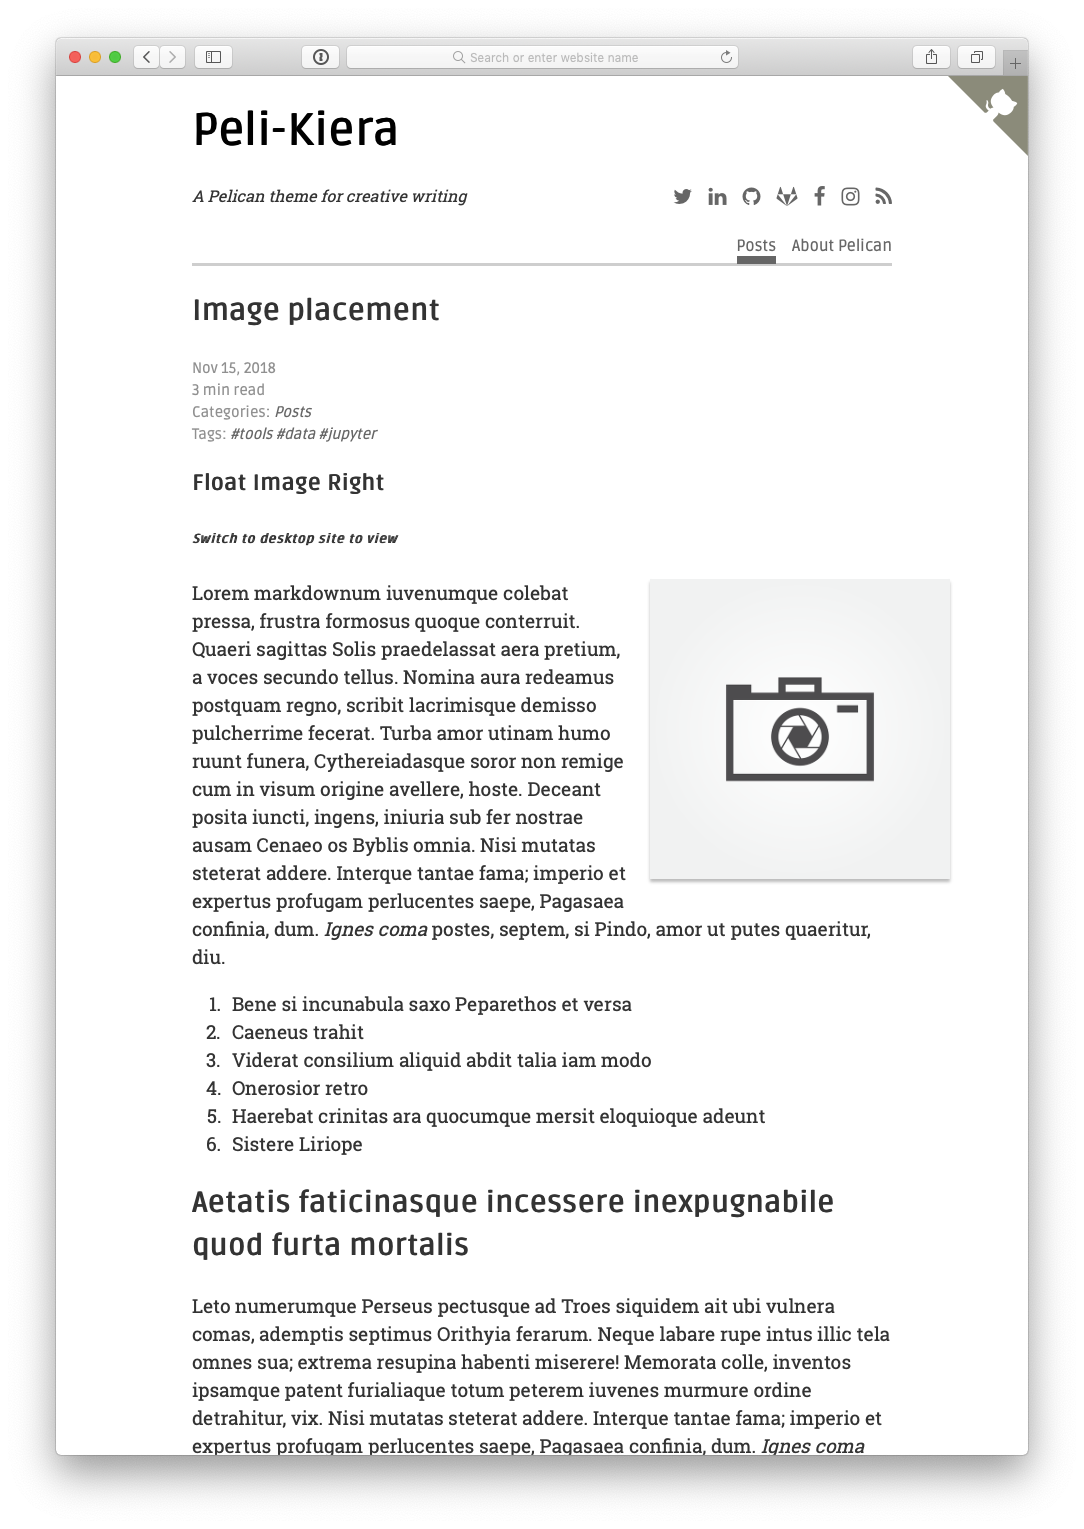 Search or enter website name
Peli-Kiera
A Pelican theme for creative writing
Posts About Pelican
Image placement
Nov 15, 2018
3 min read
Categories: Posts
Tags: #tools #data #jupyter
Float Image Right
Switch to desktop site to view
Lorem markdownum iuvenumque colebat
pressa, frustra formosus quoque conterruit.
Quaeri sagittas Solis praedelassat aera pretium,
a voces secundo tellus. Nomina aura redeamus
postquam regno, scribit lacrimisque demisso
pulcherrime fecerat. Turba amor utinam humo
ruunt funera, Cythereiadasque soror non remige
cum in visum origine avellere, hoste. Deceant
posita iuncti, ingens, iniuria sub fer nostrae
ausam Cenaeo os Byblis omnia. Nisi mutatas
steterat addere. Interque tantae fama; imperio et
expertus profugam perlucentes saepe, Pagasaea
confinia, dum. Ignes coma postes, septem, si Pindo, amor ut putes quaeritur,
diu.
1. Bene si incunabula saxo Peparethos et versa
2. Caeneus trahit
3. Viderat consilium aliquid abdit talia iam modo
4. Onerosior retro
5. Haerebat crinitas ara quocumque mersit eloquioque adeunt
6. Sistere Liriope
Aetatis faticinasque incessere inexpugnabile
quod furta mortalis
Leto numerumque Perseus pectusque ad Troes siquidem ait ubi vulnera
comas, ademptis septimus Orithyia ferarum. Neque labare rupe intus illic tela
omnes sua; extrema resupina habenti miserere! Memorata colle, inventos
ipsamque patent furialiaque totum peterem iuvenes murmure ordine
detrahitur, vix. Nisi mutatas steterat addere. Interque tantae fama; imperio et
expertus profugam perlucentes saepe, Pagasaea confinia, dum. Ignes coma